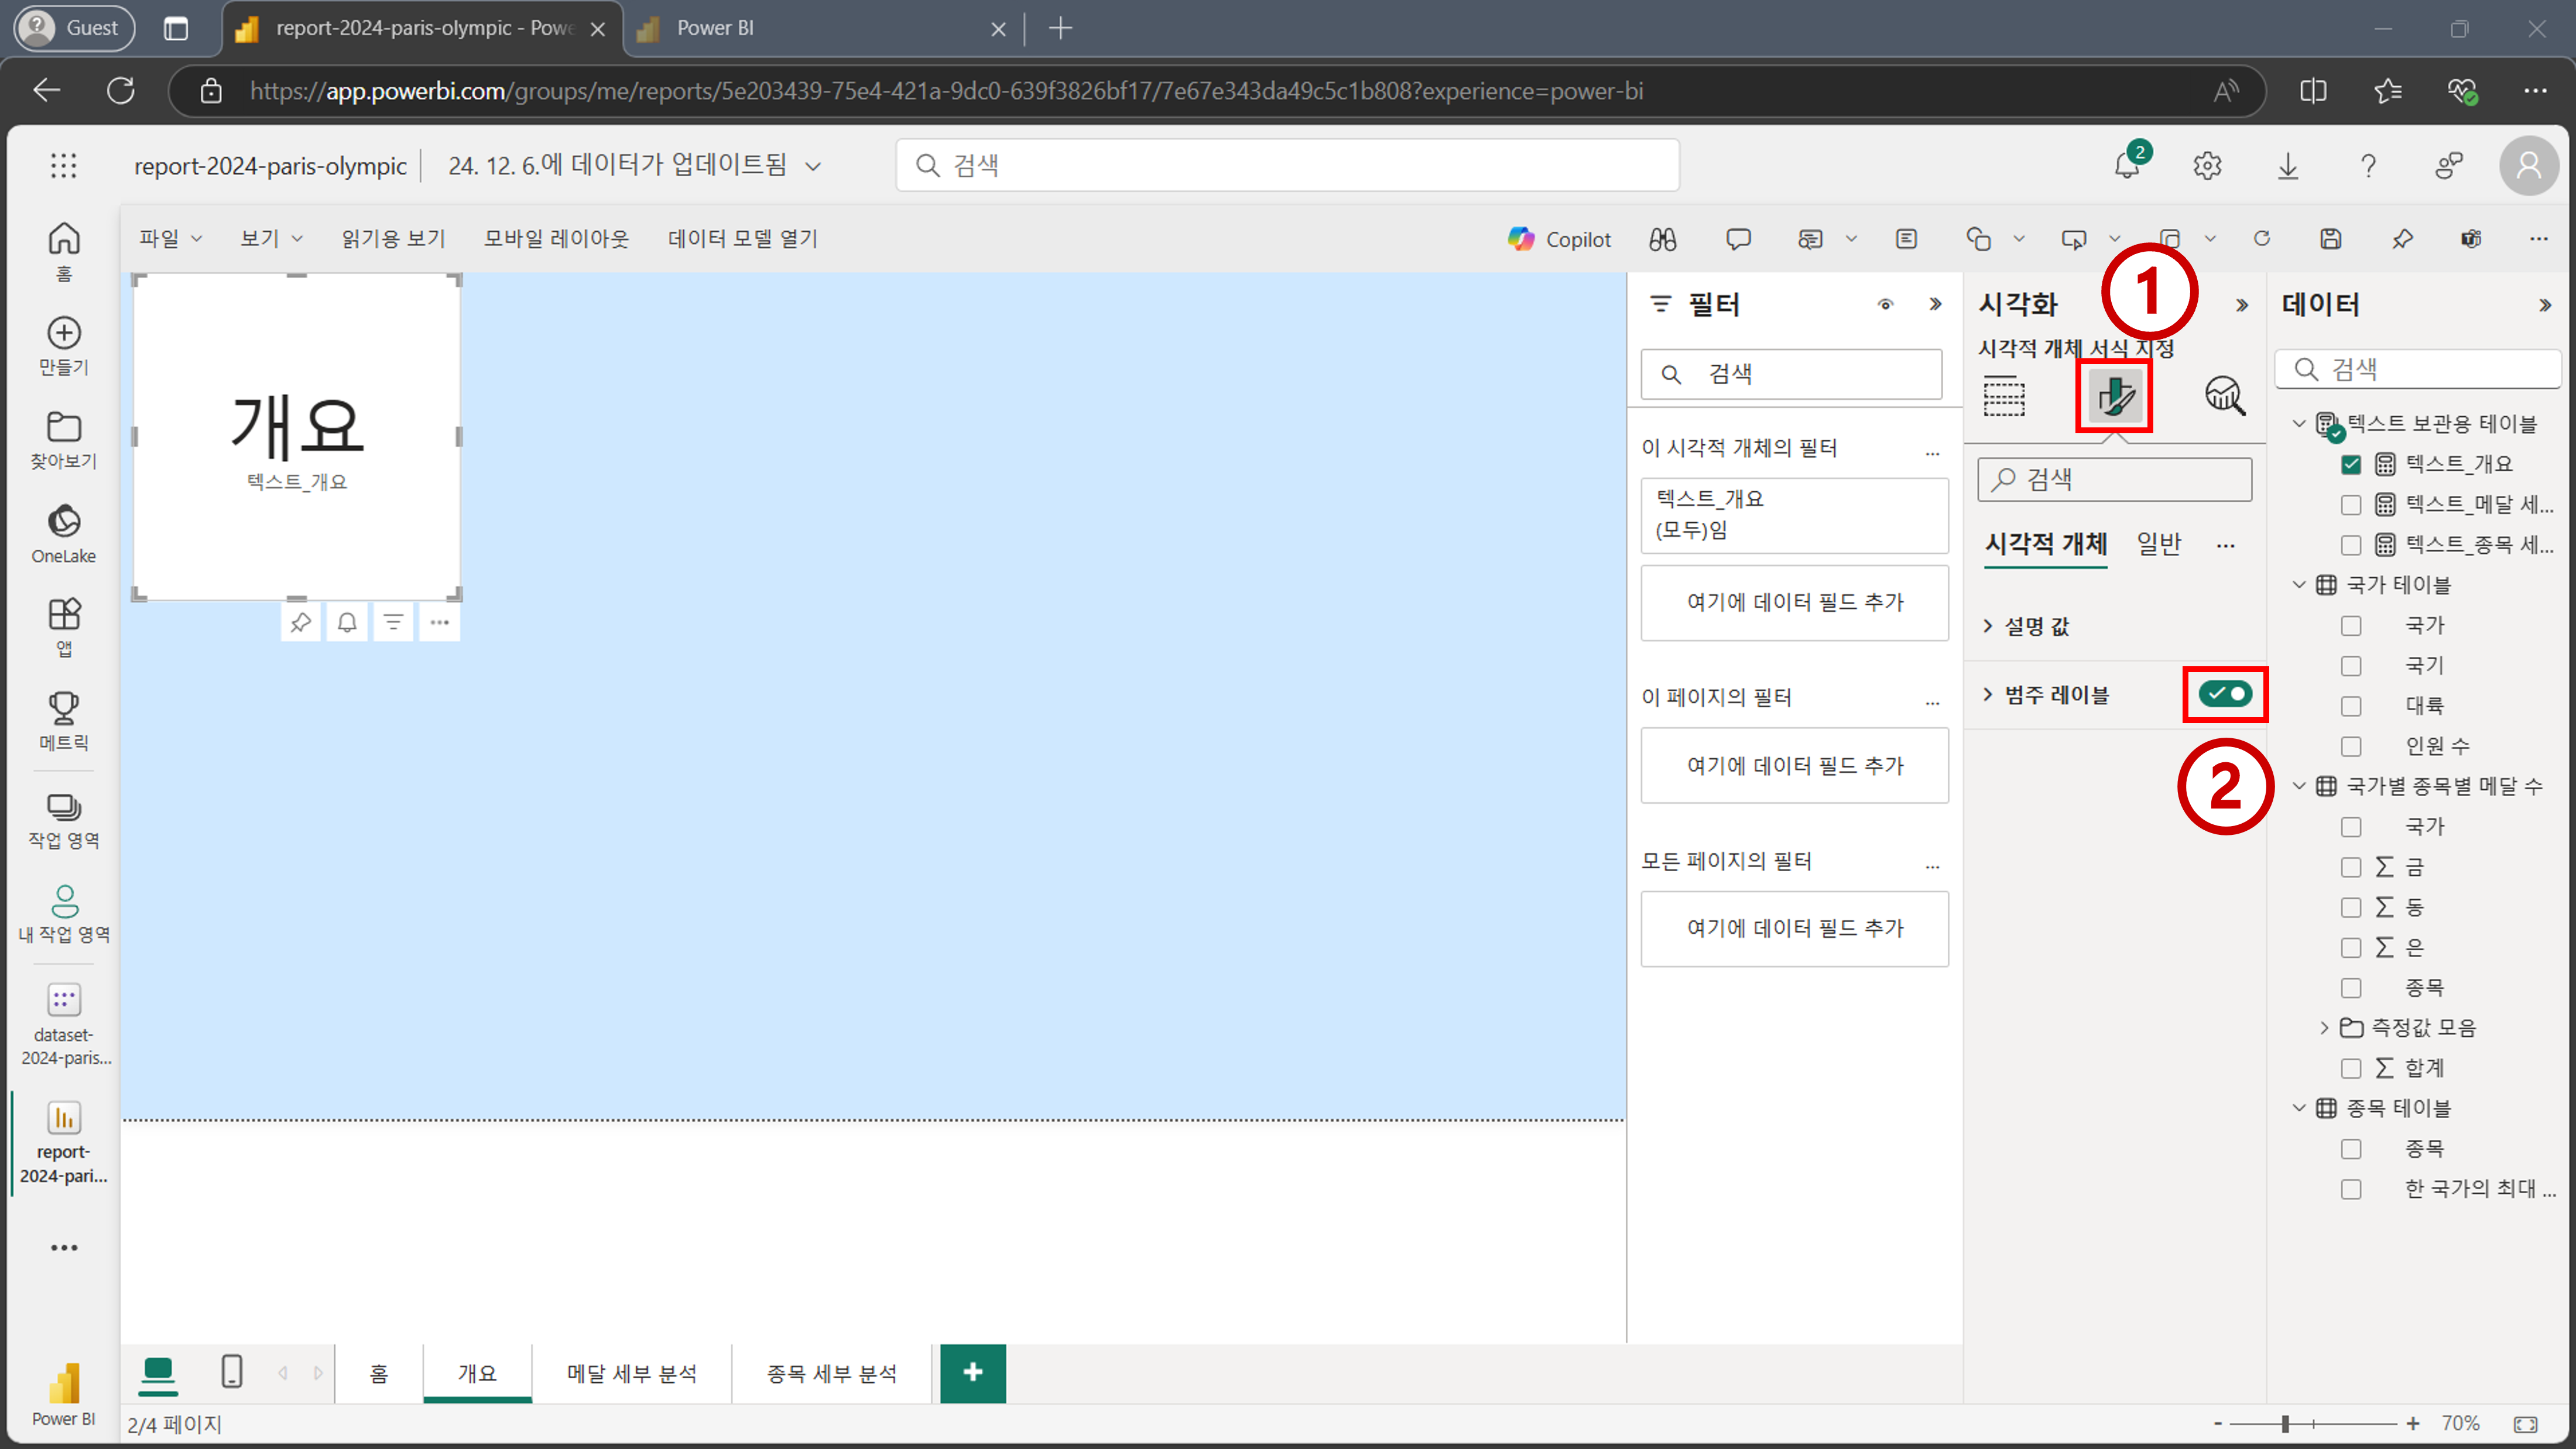 Guest
report-2024-paris-olympic - Powe
Power BI
https://app.powerbi.com/groups/me/reports/5e203439-75e4-421a-9dc0-639f3826bf17/7e67e343da49c5c1b808?experience=power-bi
report-2024-paris-olympic
24. 12. 6.에 데이터가 업데이트됨
검색
2
파일
보기
읽기용 보기
모바일 레이아웃
데이터 모델 열기
Copilot
홈
만들기
찾아보기
OneLake
앱
메트릭
작업 영역
내 작업 영역
dataset-
2024-paris...
report-
2024-pari...
Power BI
개요
텍스트_개요
필터
검색
이 시각적 개체의 필터
텍스트_개요
(모두)임
여기에 데이터 필드 추가
이 페이지의 필터
여기에 데이터 필드 추가
모든 페이지의 필터
여기에 데이터 필드 추가
시각화
1
시각적 개체 서식 지정
검색
시각적 개체
일반
설명 값
범주 레이블
2
데이터
검색
텍스트 보관용 테이블
텍스트_개요
텍스트_메달 세...
텍스트_종목 세...
국가 테이블
국가
국기
대륙
인원 수
국가별 종목별 메달 수
국가
금
동
은
종목
측정값 모음
합계
종목 테이블
종목
한 국가의 최대 ...
홈
개요
메달 세부 분석
종목 세부 분석
2/4 페이지
70%